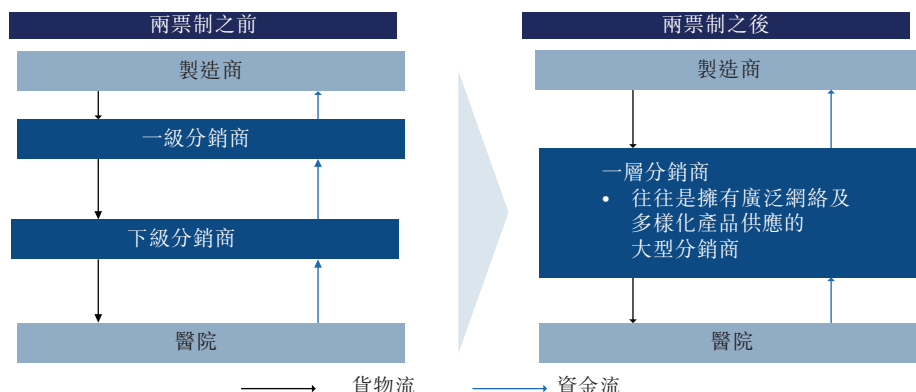 兩票制之前
製造商
一級分銷商
下級分銷商
醫院
兩票制之後
製造商
一層分銷商
• 往往是擁有廣泛網絡及
多樣化產品供應的
大型分銷商
醫院
貨物流
資金流